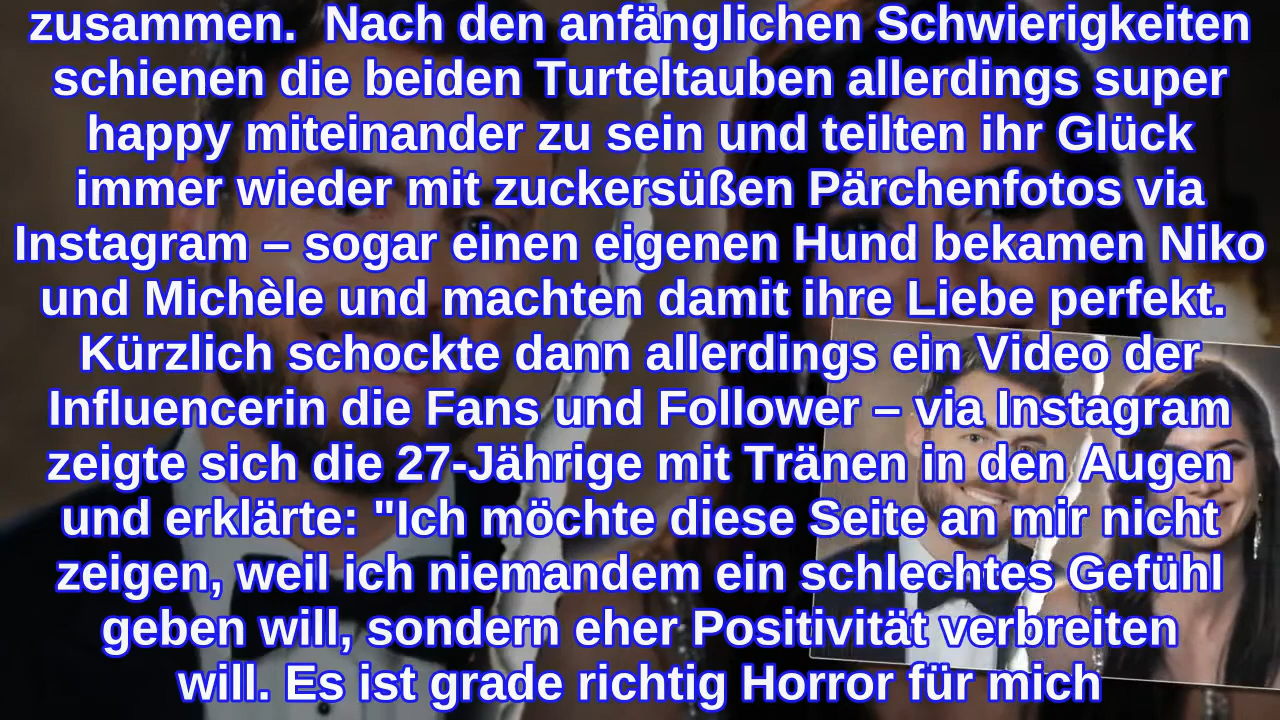 zusammen.  Nach den anfänglichen Schwierigkeiten
schienen die beiden Turteltauben allerdings super
happy miteinander zu sein und teilten ihr Glück
immer wieder mit zuckersüßen Pärchenfotos via
Instagram – sogar einen eigenen Hund bekamen Niko
und Michèle und machten damit ihre Liebe perfekt.
Kürzlich schockte dann allerdings ein Video der
Influencerin die Fans und Follower – via Instagram
zeigte sich die 27-Jährige mit Tränen in den Augen
und erklärte: "Ich möchte diese Seite an mir nicht
zeigen, weil ich niemandem ein schlechtes Gefühl
geben will, sondern eher Positivität verbreiten
will. Es ist grade richtig Horror für mich